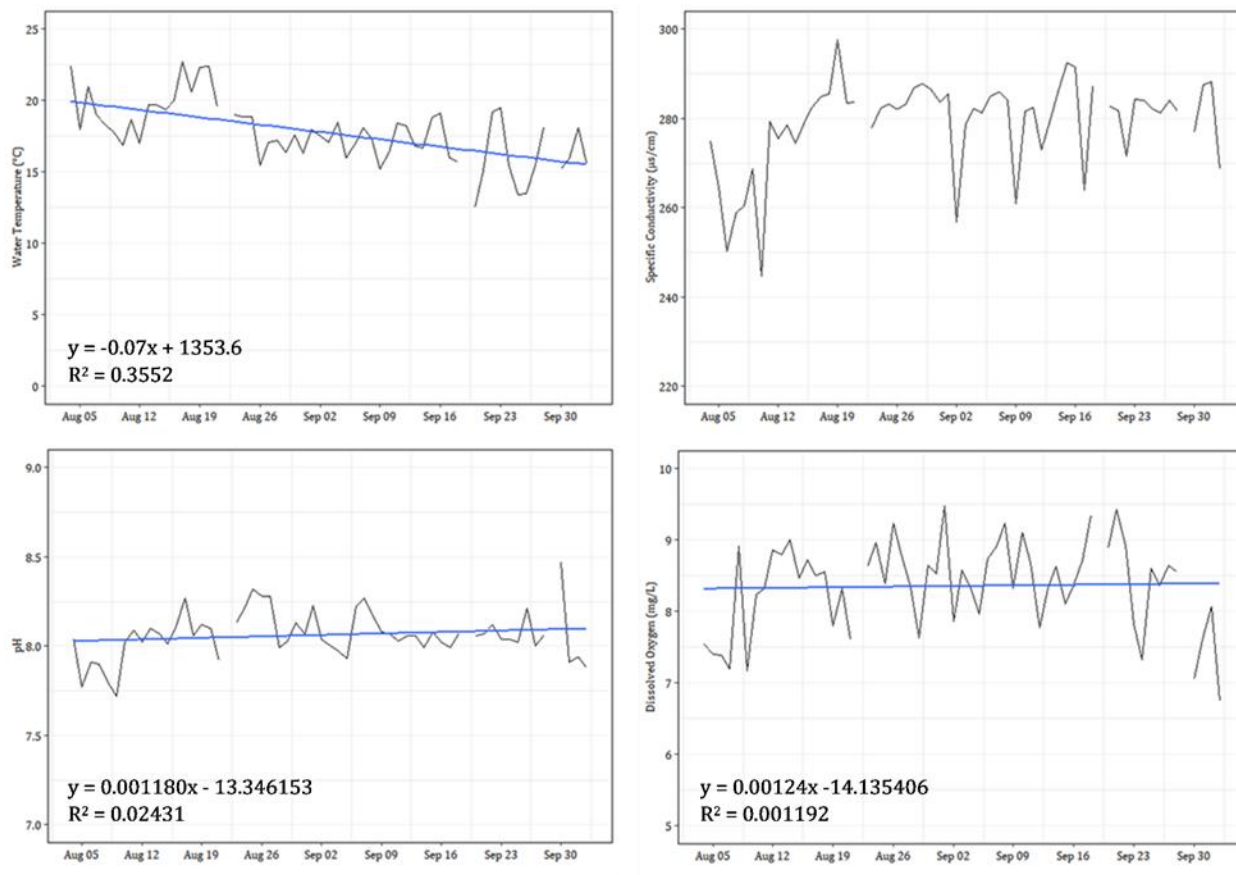 25
20
15
10
5
0
Water Temperature (°C)
y = -0.07x + 1353.6
R² = 0.3552
Aug 05 Aug 12 Aug 19 Aug 26 Sep 02 Sep 09 Sep 16 Sep 23 Sep 30
300
280
260
240
220
Specific Conductivity (µs/cm)
Aug 05 Aug 12 Aug 19 Aug 26 Sep 02 Sep 09 Sep 16 Sep 23 Sep 30
9.0
8.5
8.0
7.5
7.0
pH
y = 0.001180x - 13.346153
R² = 0.02431
Aug 05 Aug 12 Aug 19 Aug 26 Sep 02 Sep 09 Sep 16 Sep 23 Sep 30
10
9
8
7
6
5
Dissolved Oxygen (mg/L)
y = 0.00124x -14.135406
R² = 0.001192
Aug 05 Aug 12 Aug 19 Aug 26 Sep 02 Sep 09 Sep 16 Sep 23 Sep 30